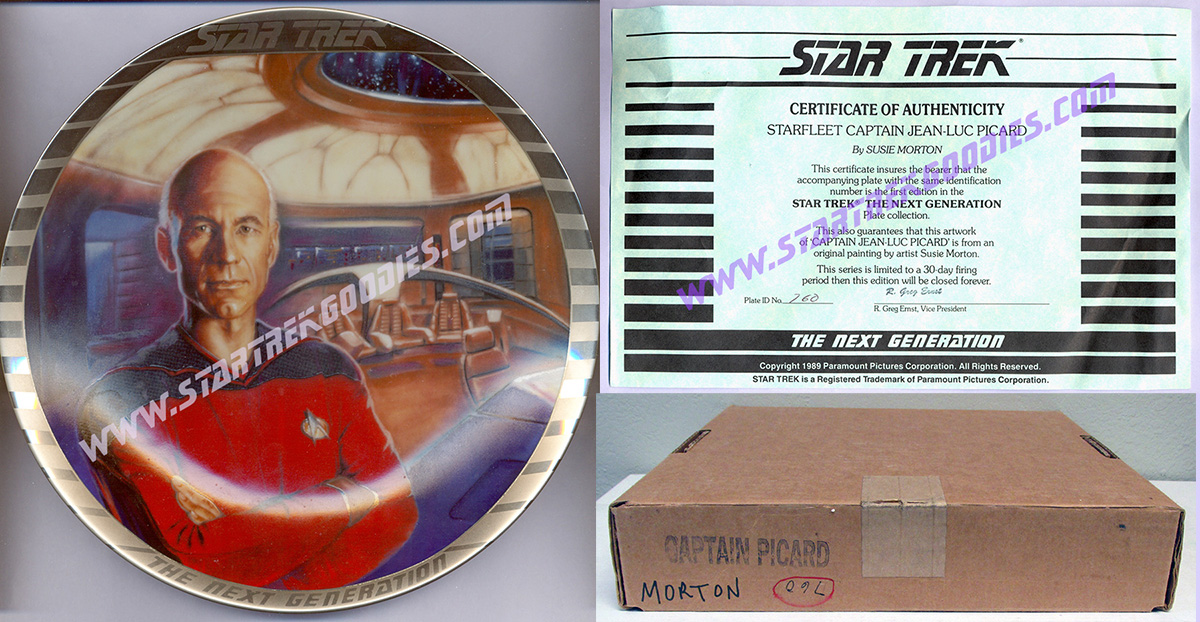 STAR TREK
www.STARTREKGOODIES.com
THE NEXT GENERATION
STAR TREK®
CERTIFICATE OF AUTHENTICITY
STARFLEET CAPTAIN JEAN-LUC PICARD
By SUSIE MORTON
This certificate insures the bearer that the
accompanying plate with the same identification
number is the first edition in the
STAR TREK® THE NEXT GENERATION
Plate collection.
This also guarantees that this artwork
of 'CAPTAIN JEAN-LUC PICARD' is from an
original painting by artist Susie Morton.
This series is limited to a 30-day firing
period then this edition will be closed forever.
R. Greg Ernst
Plate ID No. 760
R. Greg Ernst, Vice President
THE NEXT GENERATION
Copyright 1989 Paramount Pictures Corporation. All Rights Reserved.
STAR TREK is a Registered Trademark of Paramount Pictures Corporation.
www.STARTREKGOODIES.com
CAPTAIN PICARD
MORTON